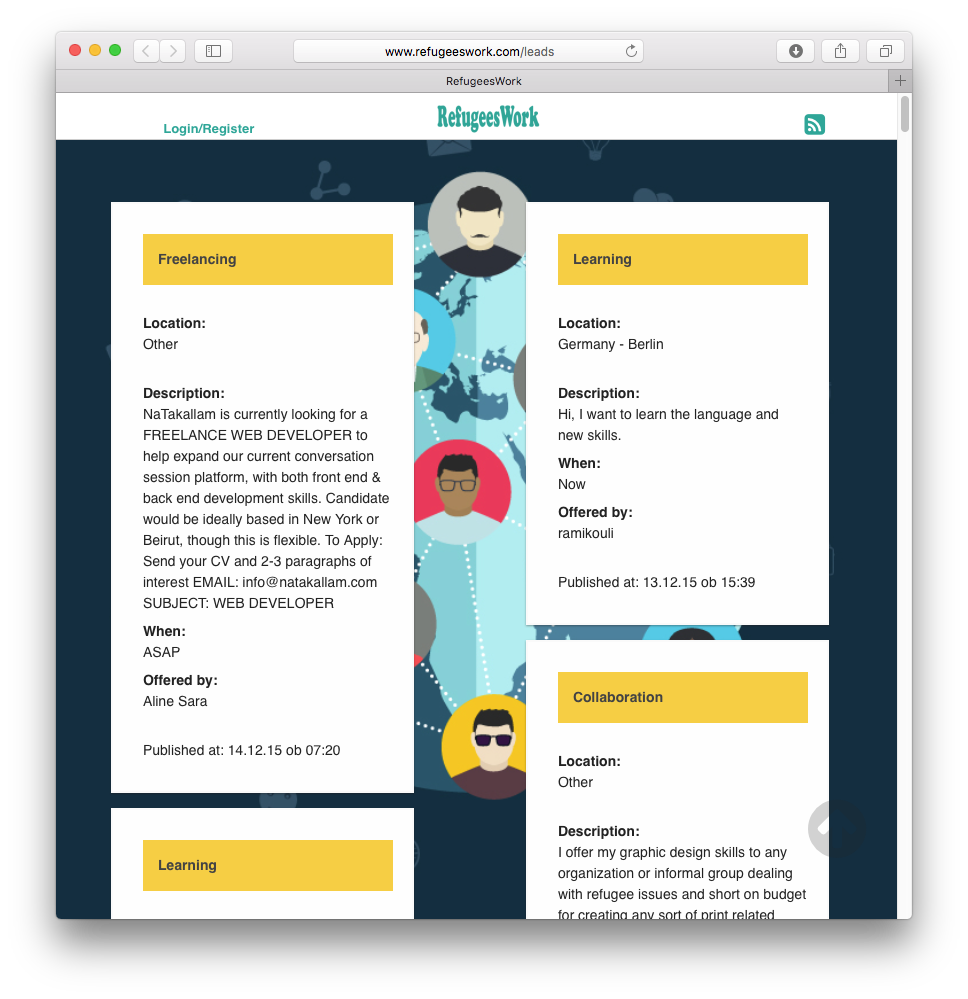 www.refugeeswork.com/leads
RefugeesWork
Login/Register
RefugeesWork
Freelancing
Location:
Other
Description:
NaTakallam is currently looking for a
FREELANCE WEB DEVELOPER to
help expand our current conversation
session platform, with both front end &
back end development skills. Candidate
would be ideally based in New York or
Beirut, though this is flexible. To Apply:
Send your CV and 2-3 paragraphs of
interest EMAIL: info@natakallam.com
SUBJECT: WEB DEVELOPER
When:
ASAP
Offered by:
Aline Sara
Published at: 14.12.15 ob 07:20
Learning
Learning
Location:
Germany - Berlin
Description:
Hi, I want to learn the language and
new skills.
When:
Now
Offered by:
ramikouli
Published at: 13.12.15 ob 15:39
Collaboration
Location:
Other
Description:
I offer my graphic design skills to any
organization or informal group dealing
with refugee issues and short on budget
for creating any sort of print related